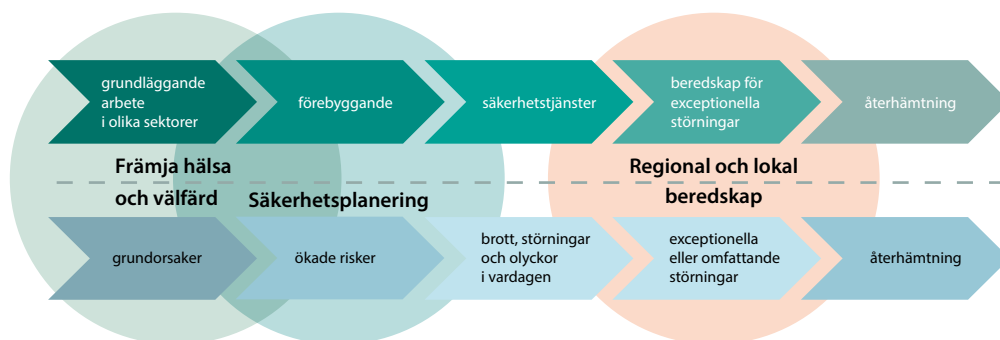 grundläggande
arbete
i olika sektorer
förebyggande
säkerhetstjänster
beredskap för
exceptionella
störningar
återhämtning
Främja hälsa
och välfärd
Säkerhetsplanering
Regional och lokal
beredskap
grundorsaker
ökade risker
brott, störningar
och olyckor
i vardagen
exceptionella
eller omfattande
störningar
återhämtning